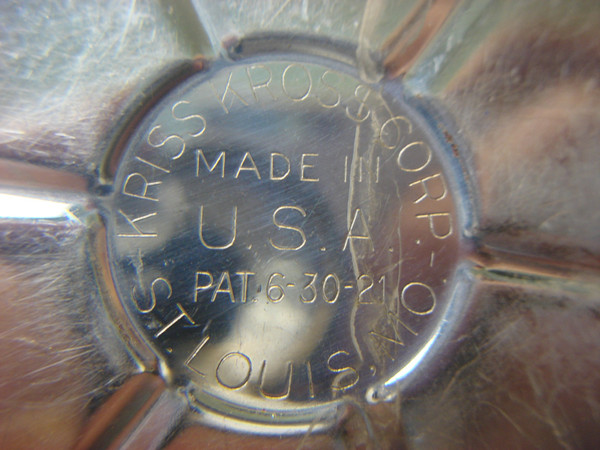 KRISS KROSS CORP.-
ST. LOUIS, MO.-
MADE IN
U.S.A.
PAT. 6-30-21